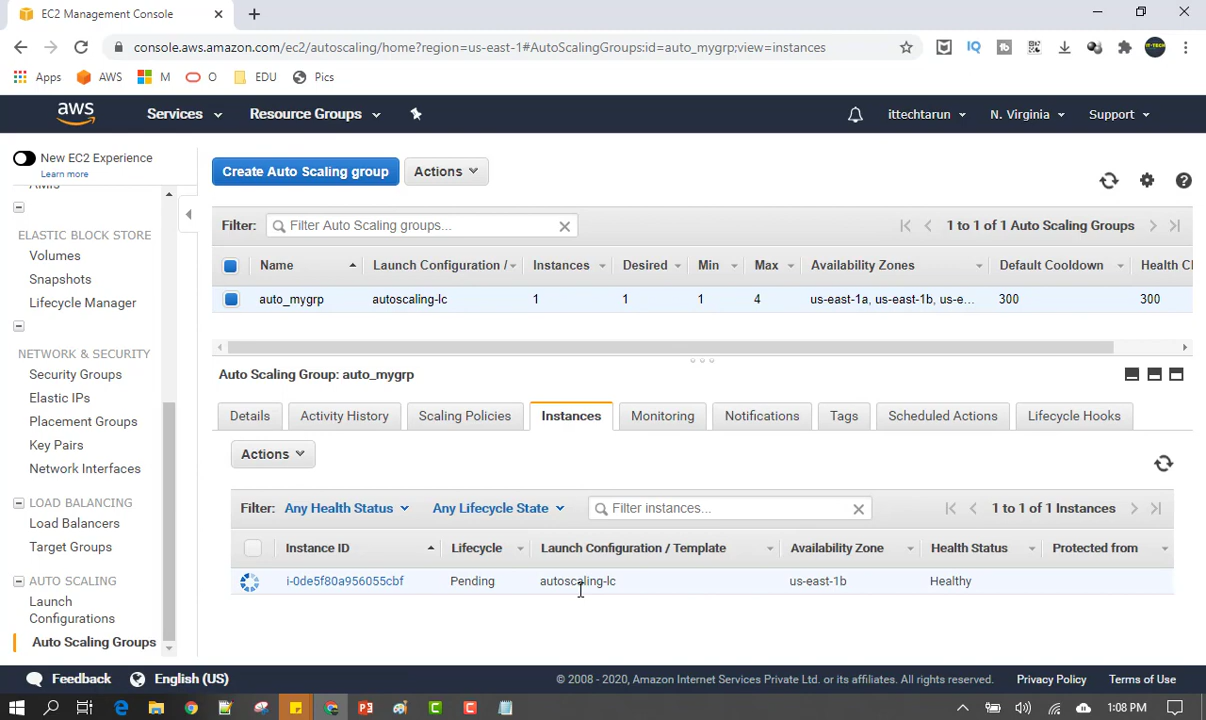 EC2 Management Console
console.aws.amazon.com/ec2/autoscaling/home?region=us-east-1#AutoScalingGroups:id=auto_mygrp;view=instances
IQ
IT-TECH
Apps AWS M O EDU Pics
aws Services Resource Groups ittechtarun N. Virginia Support
New EC2 Experience
Learn more
AMIs
ELASTIC BLOCK STORE
Volumes
Snapshots
Lifecycle Manager
NETWORK & SECURITY
Security Groups
Elastic IPs
Placement Groups
Key Pairs
Network Interfaces
LOAD BALANCING
Load Balancers
Target Groups
AUTO SCALING
Launch
Configurations
Auto Scaling Groups
Create Auto Scaling group Actions
Filter: Filter Auto Scaling groups... 1 to 1 of 1 Auto Scaling Groups
Name Launch Configuration / Instances Desired Min Max Availability Zones Default Cooldown Health Cl
auto_mygrp autoscaling-lc 1 1 1 4 us-east-1a, us-east-1b, us-e... 300 300
Auto Scaling Group: auto_mygrp
Details Activity History Scaling Policies Instances Monitoring Notifications Tags Scheduled Actions Lifecycle Hooks
Actions
Filter: Any Health Status Any Lifecycle State Filter instances... 1 to 1 of 1 Instances
Instance ID Lifecycle Launch Configuration / Template Availability Zone Health Status Protected from
i-0de5f80a956055cbf Pending autoscaling-lc us-east-1b Healthy
Feedback English (US) © 2008 - 2020, Amazon Internet Services Private Ltd. or its affiliates. All rights reserved. Privacy Policy Terms of Use
1:08 PM